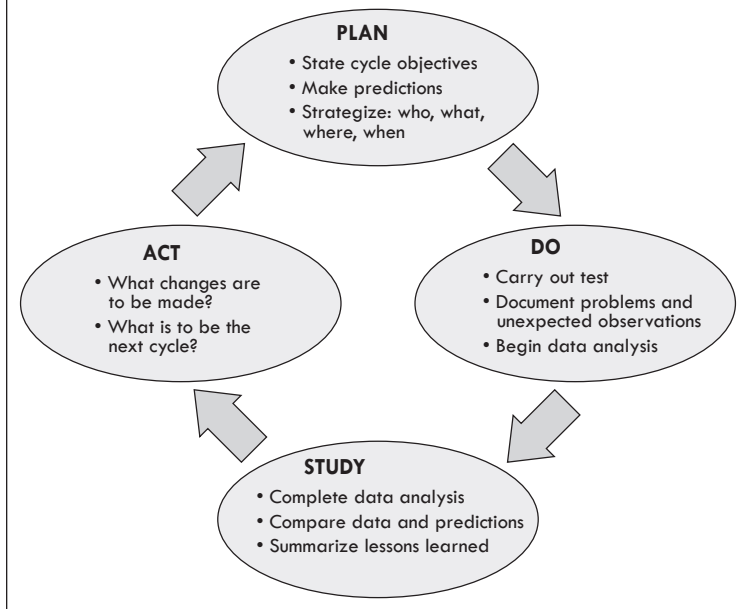 PLAN
• State cycle objectives
• Make predictions
• Strategize: who, what,
where, when
DO
• Carry out test
• Document problems and
unexpected observations
• Begin data analysis
STUDY
• Complete data analysis
• Compare data and predictions
• Summarize lessons learned
ACT
• What changes are
to be made?
• What is to be the
next cycle?